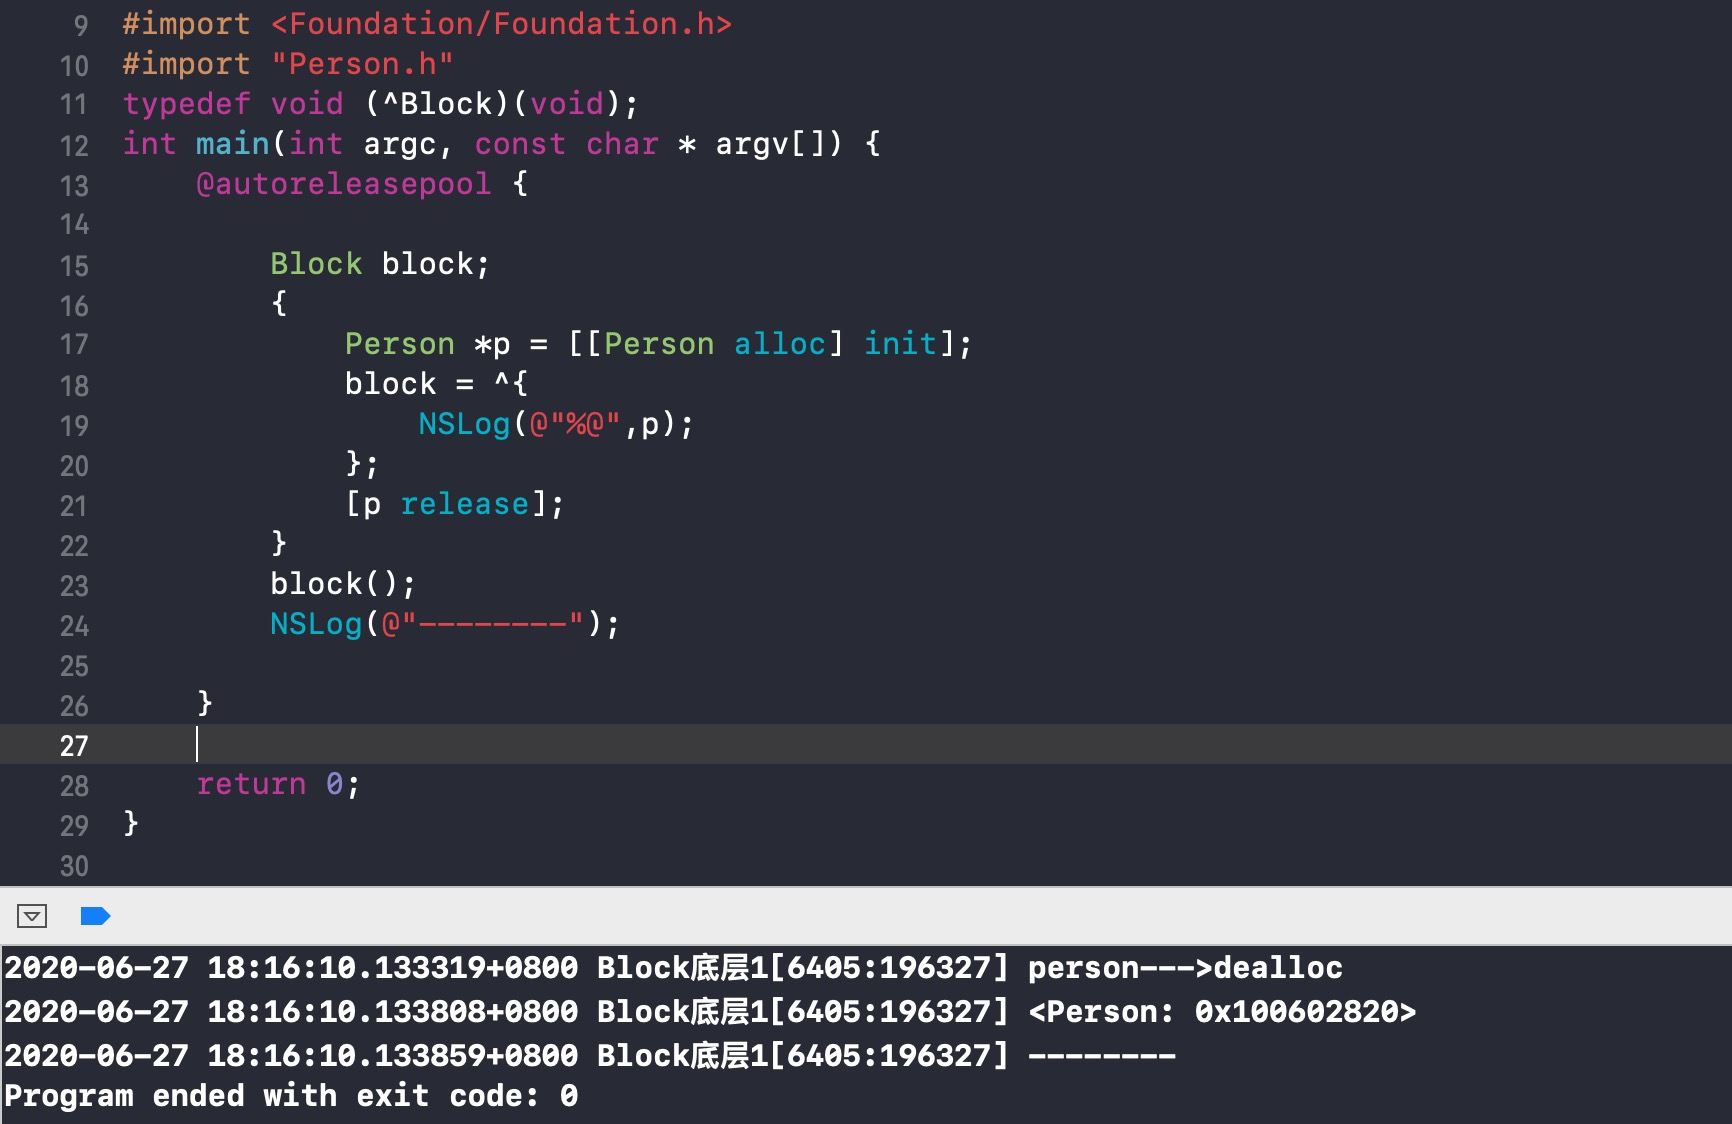 9 #import <Foundation/Foundation.h>
10 #import "Person.h"
11 typedef void (^Block)(void);
12 int main(int argc, const char * argv[]) {
13     @autoreleasepool {
14
15         Block block;
16         {
17             Person *p = [[Person alloc] init];
18             block = ^{
19                 NSLog(@"%@",p);
20             };
21             [p release];
22         }
23         block();
24         NSLog(@"--------");
25
26     }
27
28     return 0;
29 }
30
2020-06-27 18:16:10.133319+0800 Block底层1[6405:196327] person--->dealloc
2020-06-27 18:16:10.133808+0800 Block底层1[6405:196327] <Person: 0x100602820>
2020-06-27 18:16:10.133859+0800 Block底层1[6405:196327] --------
Program ended with exit code: 0